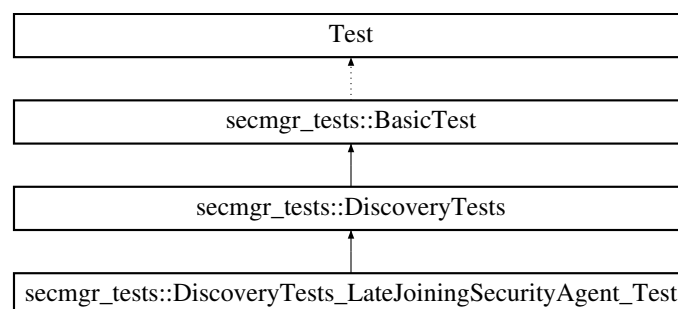 Test
secmgr_tests::BasicTest
secmgr_tests::DiscoveryTests
secmgr_tests::DiscoveryTests_LateJoiningSecurityAgent_Test